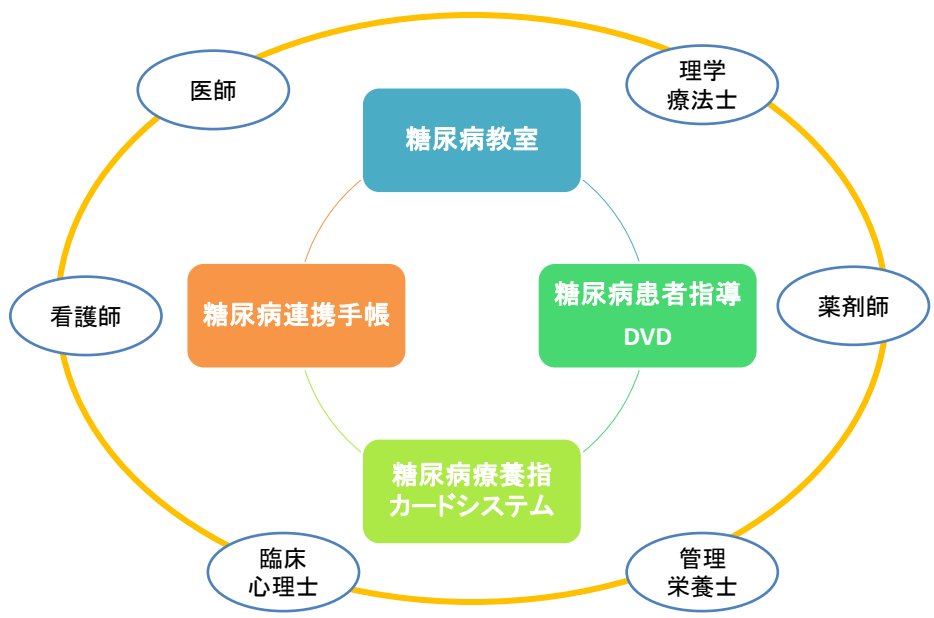 医師
理学
療法士
糖尿病教室
糖尿病連携手帳
糖尿病患者指導
DVD
看護師
薬剤師
糖尿病療養指
カードシステム
臨床
心理士
管理
栄養士